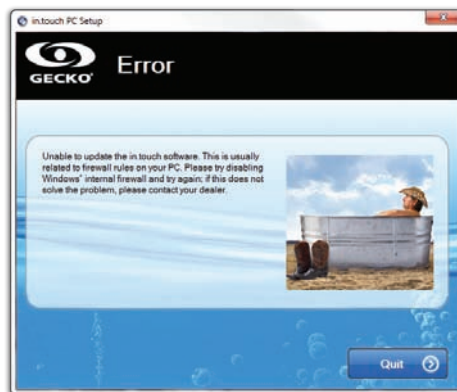 in.touch PC Setup
GECKO
Error
Unable to update the in.touch software. This is usually
related to firewall rules on your PC. Please try disabling
Windows' internal firewall and try again; if this does not
solve the problem, please contact your dealer.
Quit